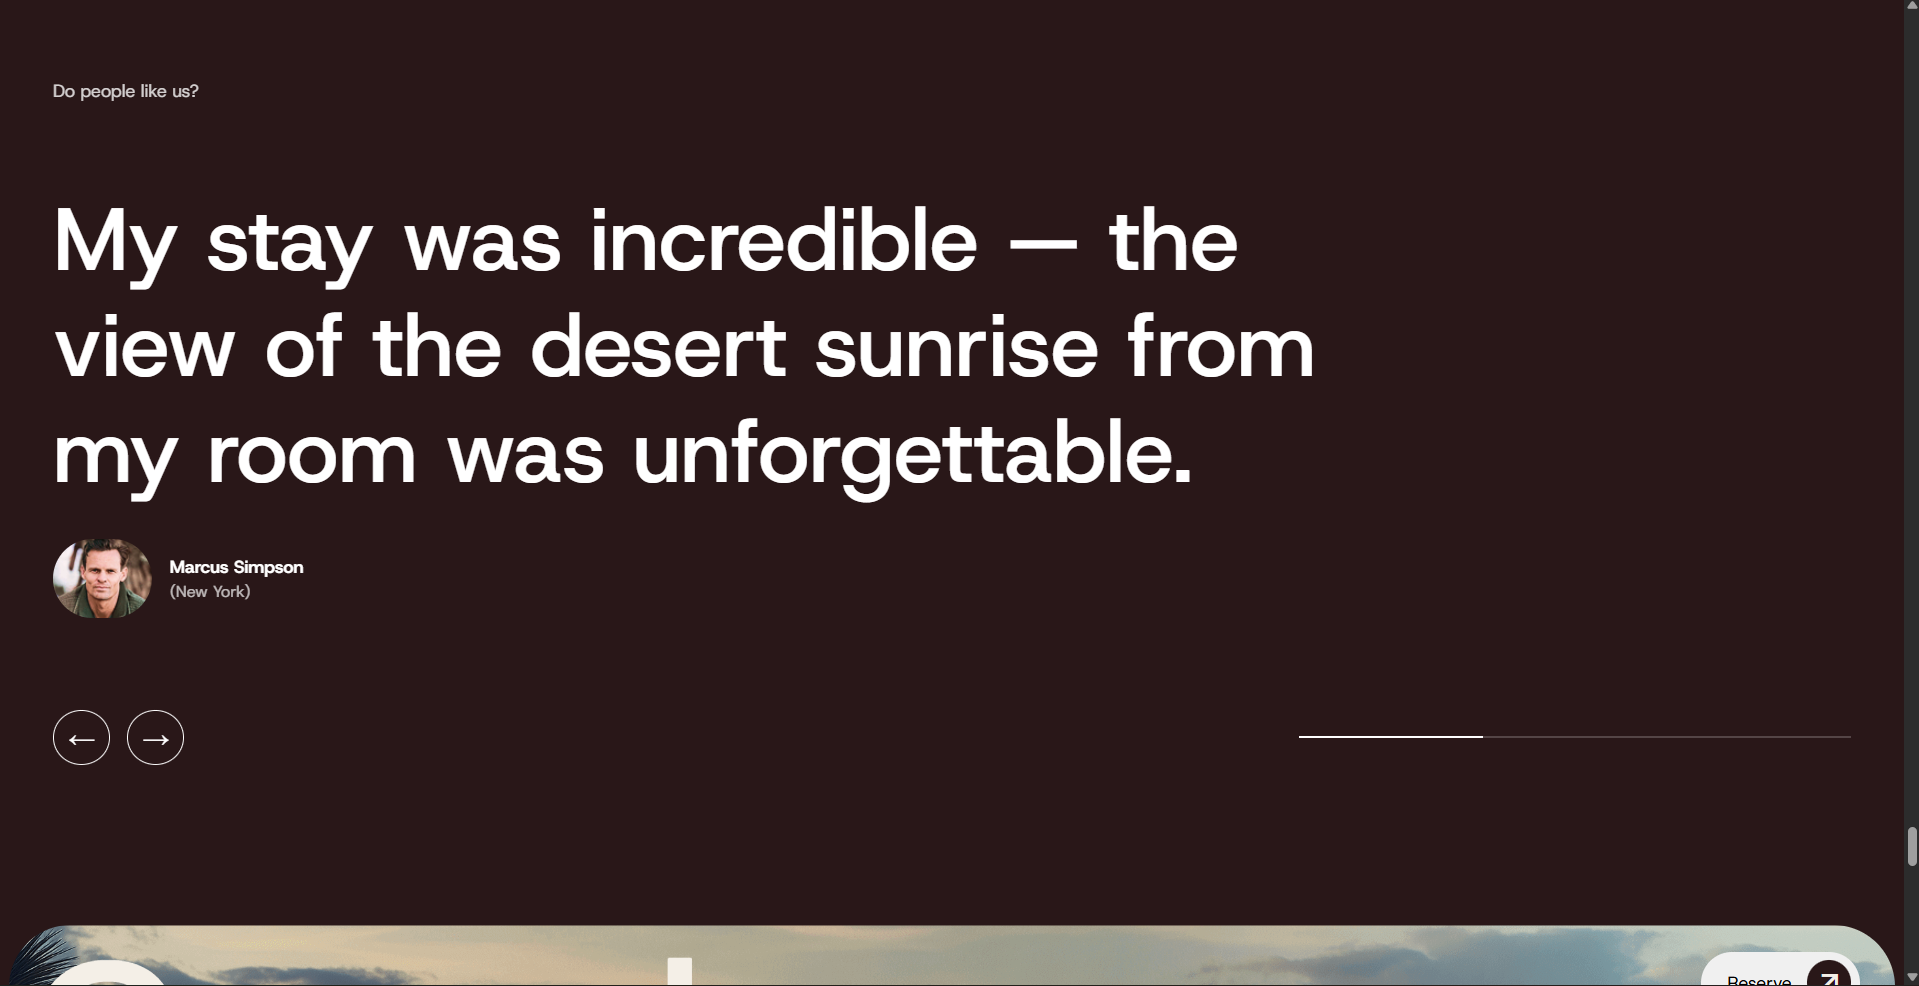 Do people like us?
My stay was incredible — the
view of the desert sunrise from
my room was unforgettable.
Marcus Simpson
(New York)
Reserve